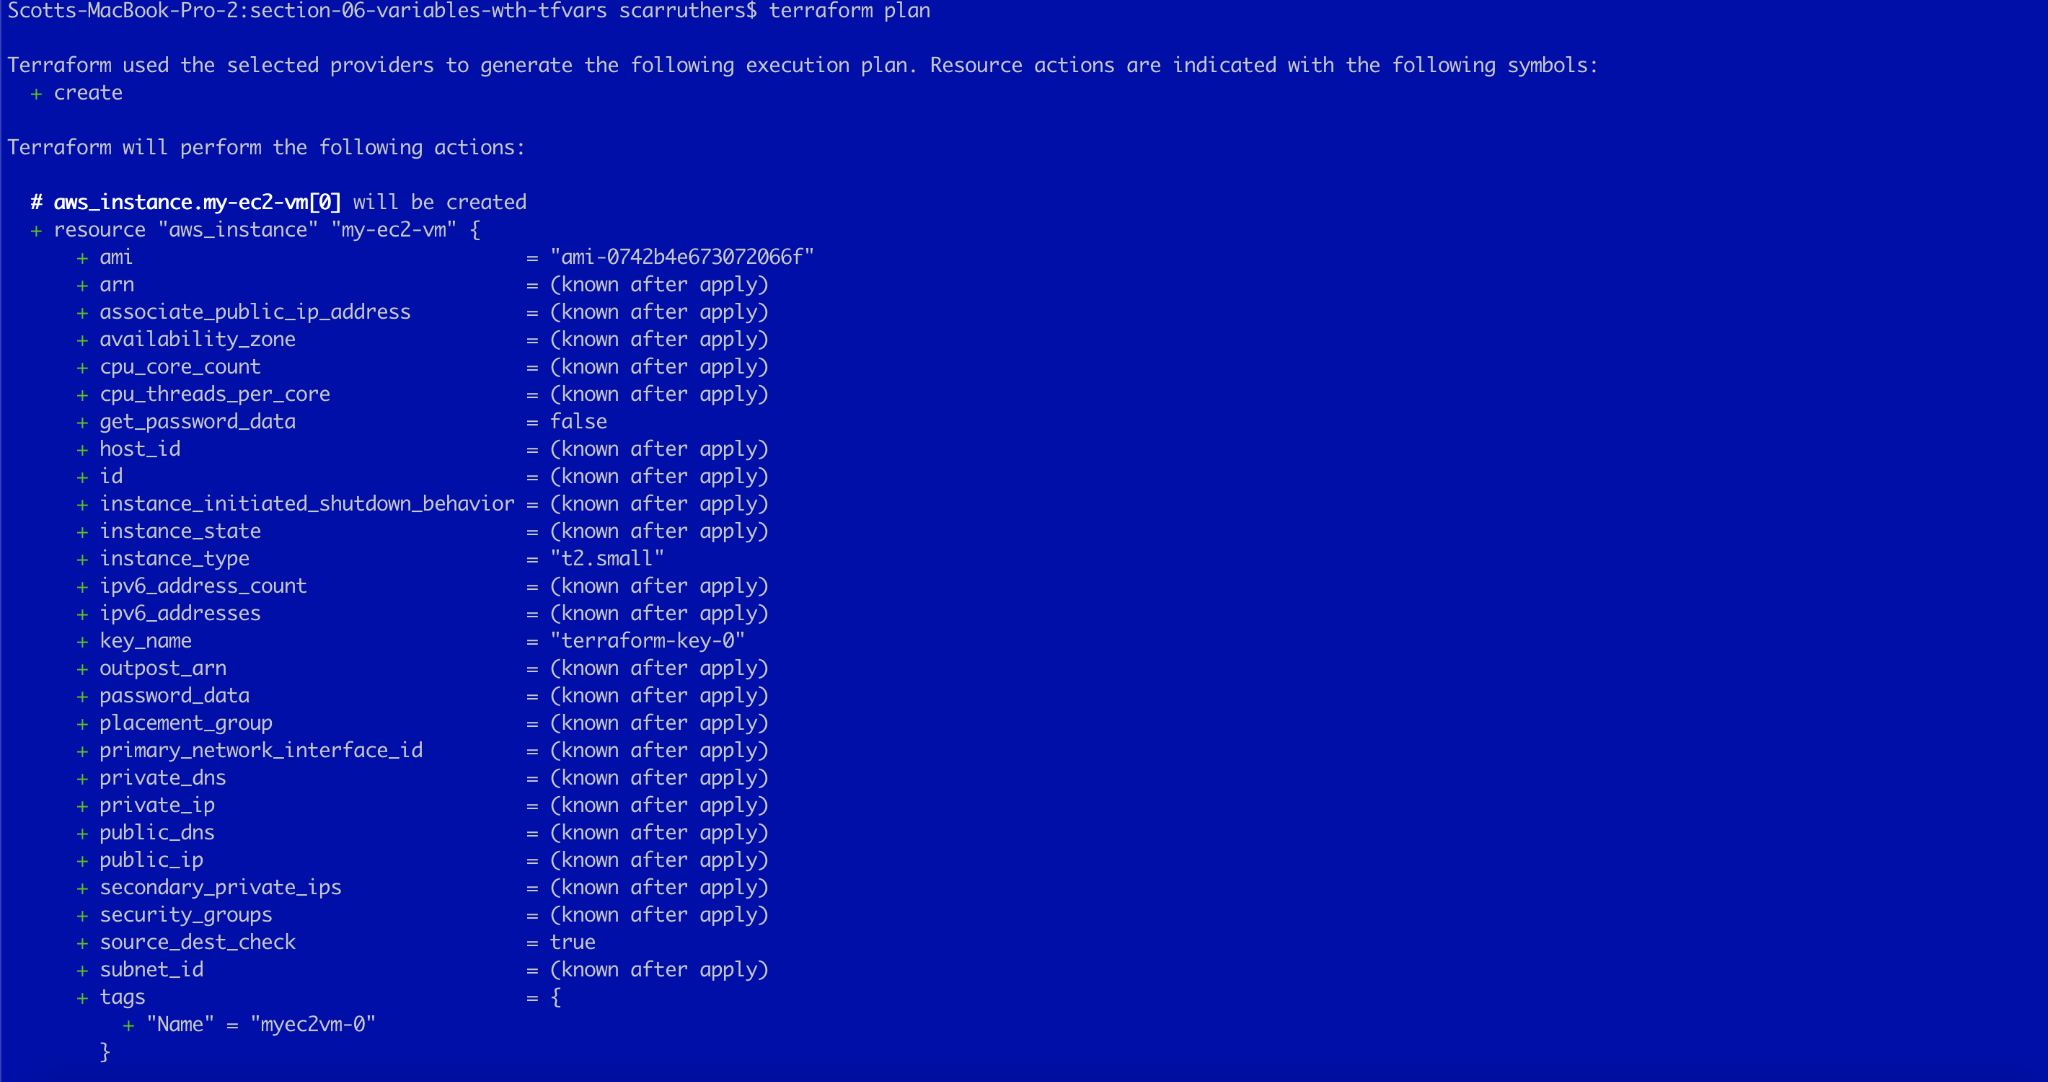 Scotts-MacBook-Pro-2:section-06-variables-wth-tfvars scarruthers$ terraform plan
Terraform used the selected providers to generate the following execution plan. Resource actions are indicated with the following symbols:
+ create
Terraform will perform the following actions:
# aws_instance.my-ec2-vm[0] will be created
+ resource "aws_instance" "my-ec2-vm" {
+ ami = "ami-0742b4e673072066f"
+ arn = (known after apply)
+ associate_public_ip_address = (known after apply)
+ availability_zone = (known after apply)
+ cpu_core_count = (known after apply)
+ cpu_threads_per_core = (known after apply)
+ get_password_data = false
+ host_id = (known after apply)
+ id = (known after apply)
+ instance_initiated_shutdown_behavior = (known after apply)
+ instance_state = (known after apply)
+ instance_type = "t2.small"
+ ipv6_address_count = (known after apply)
+ ipv6_addresses = (known after apply)
+ key_name = "terraform-key-0"
+ outpost_arn = (known after apply)
+ password_data = (known after apply)
+ placement_group = (known after apply)
+ primary_network_interface_id = (known after apply)
+ private_dns = (known after apply)
+ private_ip = (known after apply)
+ public_dns = (known after apply)
+ public_ip = (known after apply)
+ secondary_private_ips = (known after apply)
+ security_groups = (known after apply)
+ source_dest_check = true
+ subnet_id = (known after apply)
+ tags = {
+ "Name" = "myec2vm-0"
}